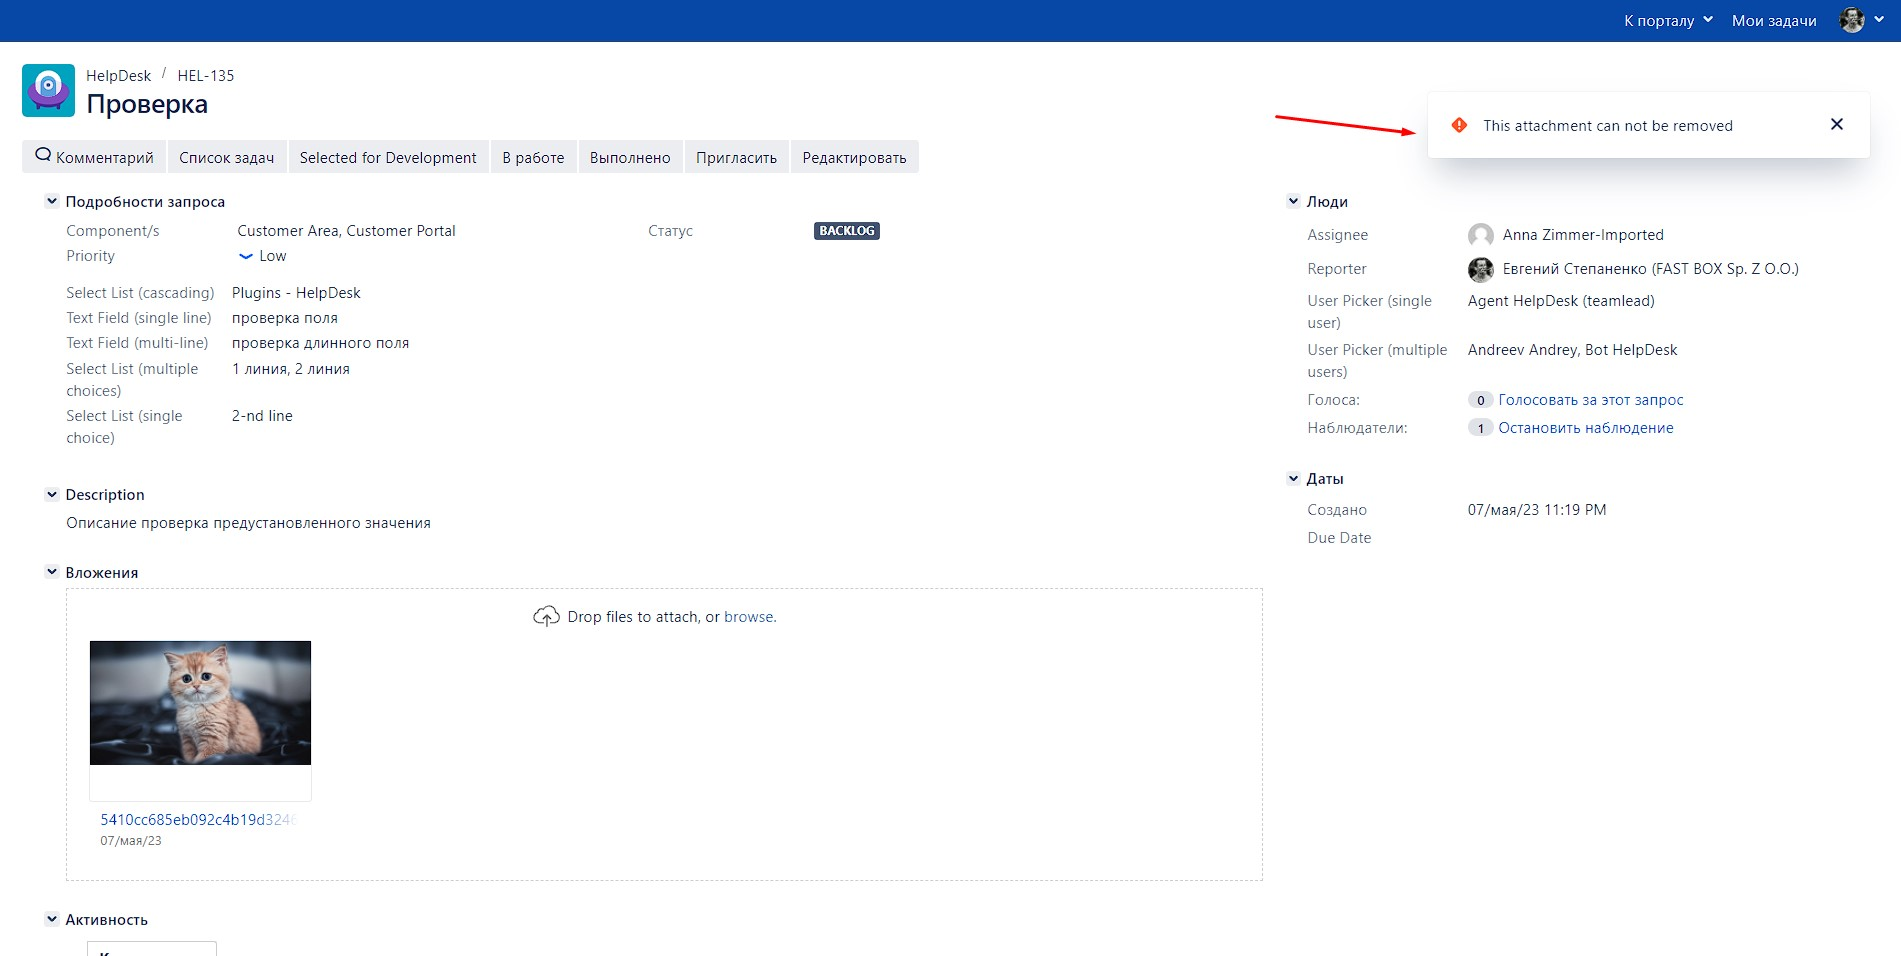 К порталу Мои задачи
HelpDesk / HEL-135
Проверка
This attachment can not be removed
Комментарий Список задач Selected for Development В работе Выполнено Пригласить Редактировать
Подробности запроса
Component/s Customer Area, Customer Portal Статус BACKLOG
Priority Low
Select List (cascading) Plugins - HelpDesk
Text Field (single line) проверка поля
Text Field (multi-line) проверка длинного поля
Select List (multiple 1 линия, 2 линия
choices)
Select List (single 2-nd line
choice)
Description
Описание проверка предустановленного значения
Вложения
Drop files to attach, or browse.
5410cc685eb092c4b19d3246
07/мая/23
Активность
Люди
Assignee Anna Zimmer-Imported
Reporter Евгений Степаненко (FAST BOX Sp. Z O.O.)
User Picker (single Agent HelpDesk (teamlead)
user)
User Picker (multiple Andreev Andrey, Bot HelpDesk
users)
Голоса: 0 Голосовать за этот запрос
Наблюдатели: 1 Остановить наблюдение
Даты
Создано 07/мая/23 11:19 PM
Due Date